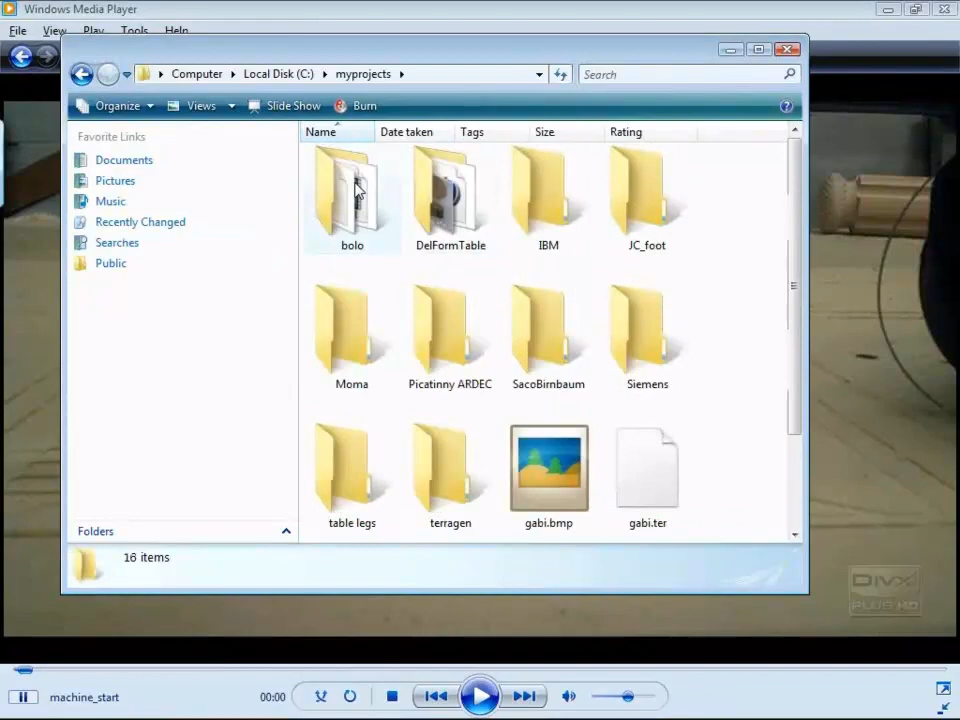 Windows Media Player
File View Play Tools Help
Computer Local Disk (C:) myprojects
Search
Organize Views Slide Show Burn
Favorite Links
Documents
Pictures
Music
Recently Changed
Searches
Public
Folders
Name Date taken Tags Size Rating
bolo DelFormTable IBM JC_foot
Moma Picatinny ARDEC SacoBirnbaum Siemens
table legs terragen gabi.bmp gabi.ter
16 items
DIVX
PLUS HD
machine_start 00:00